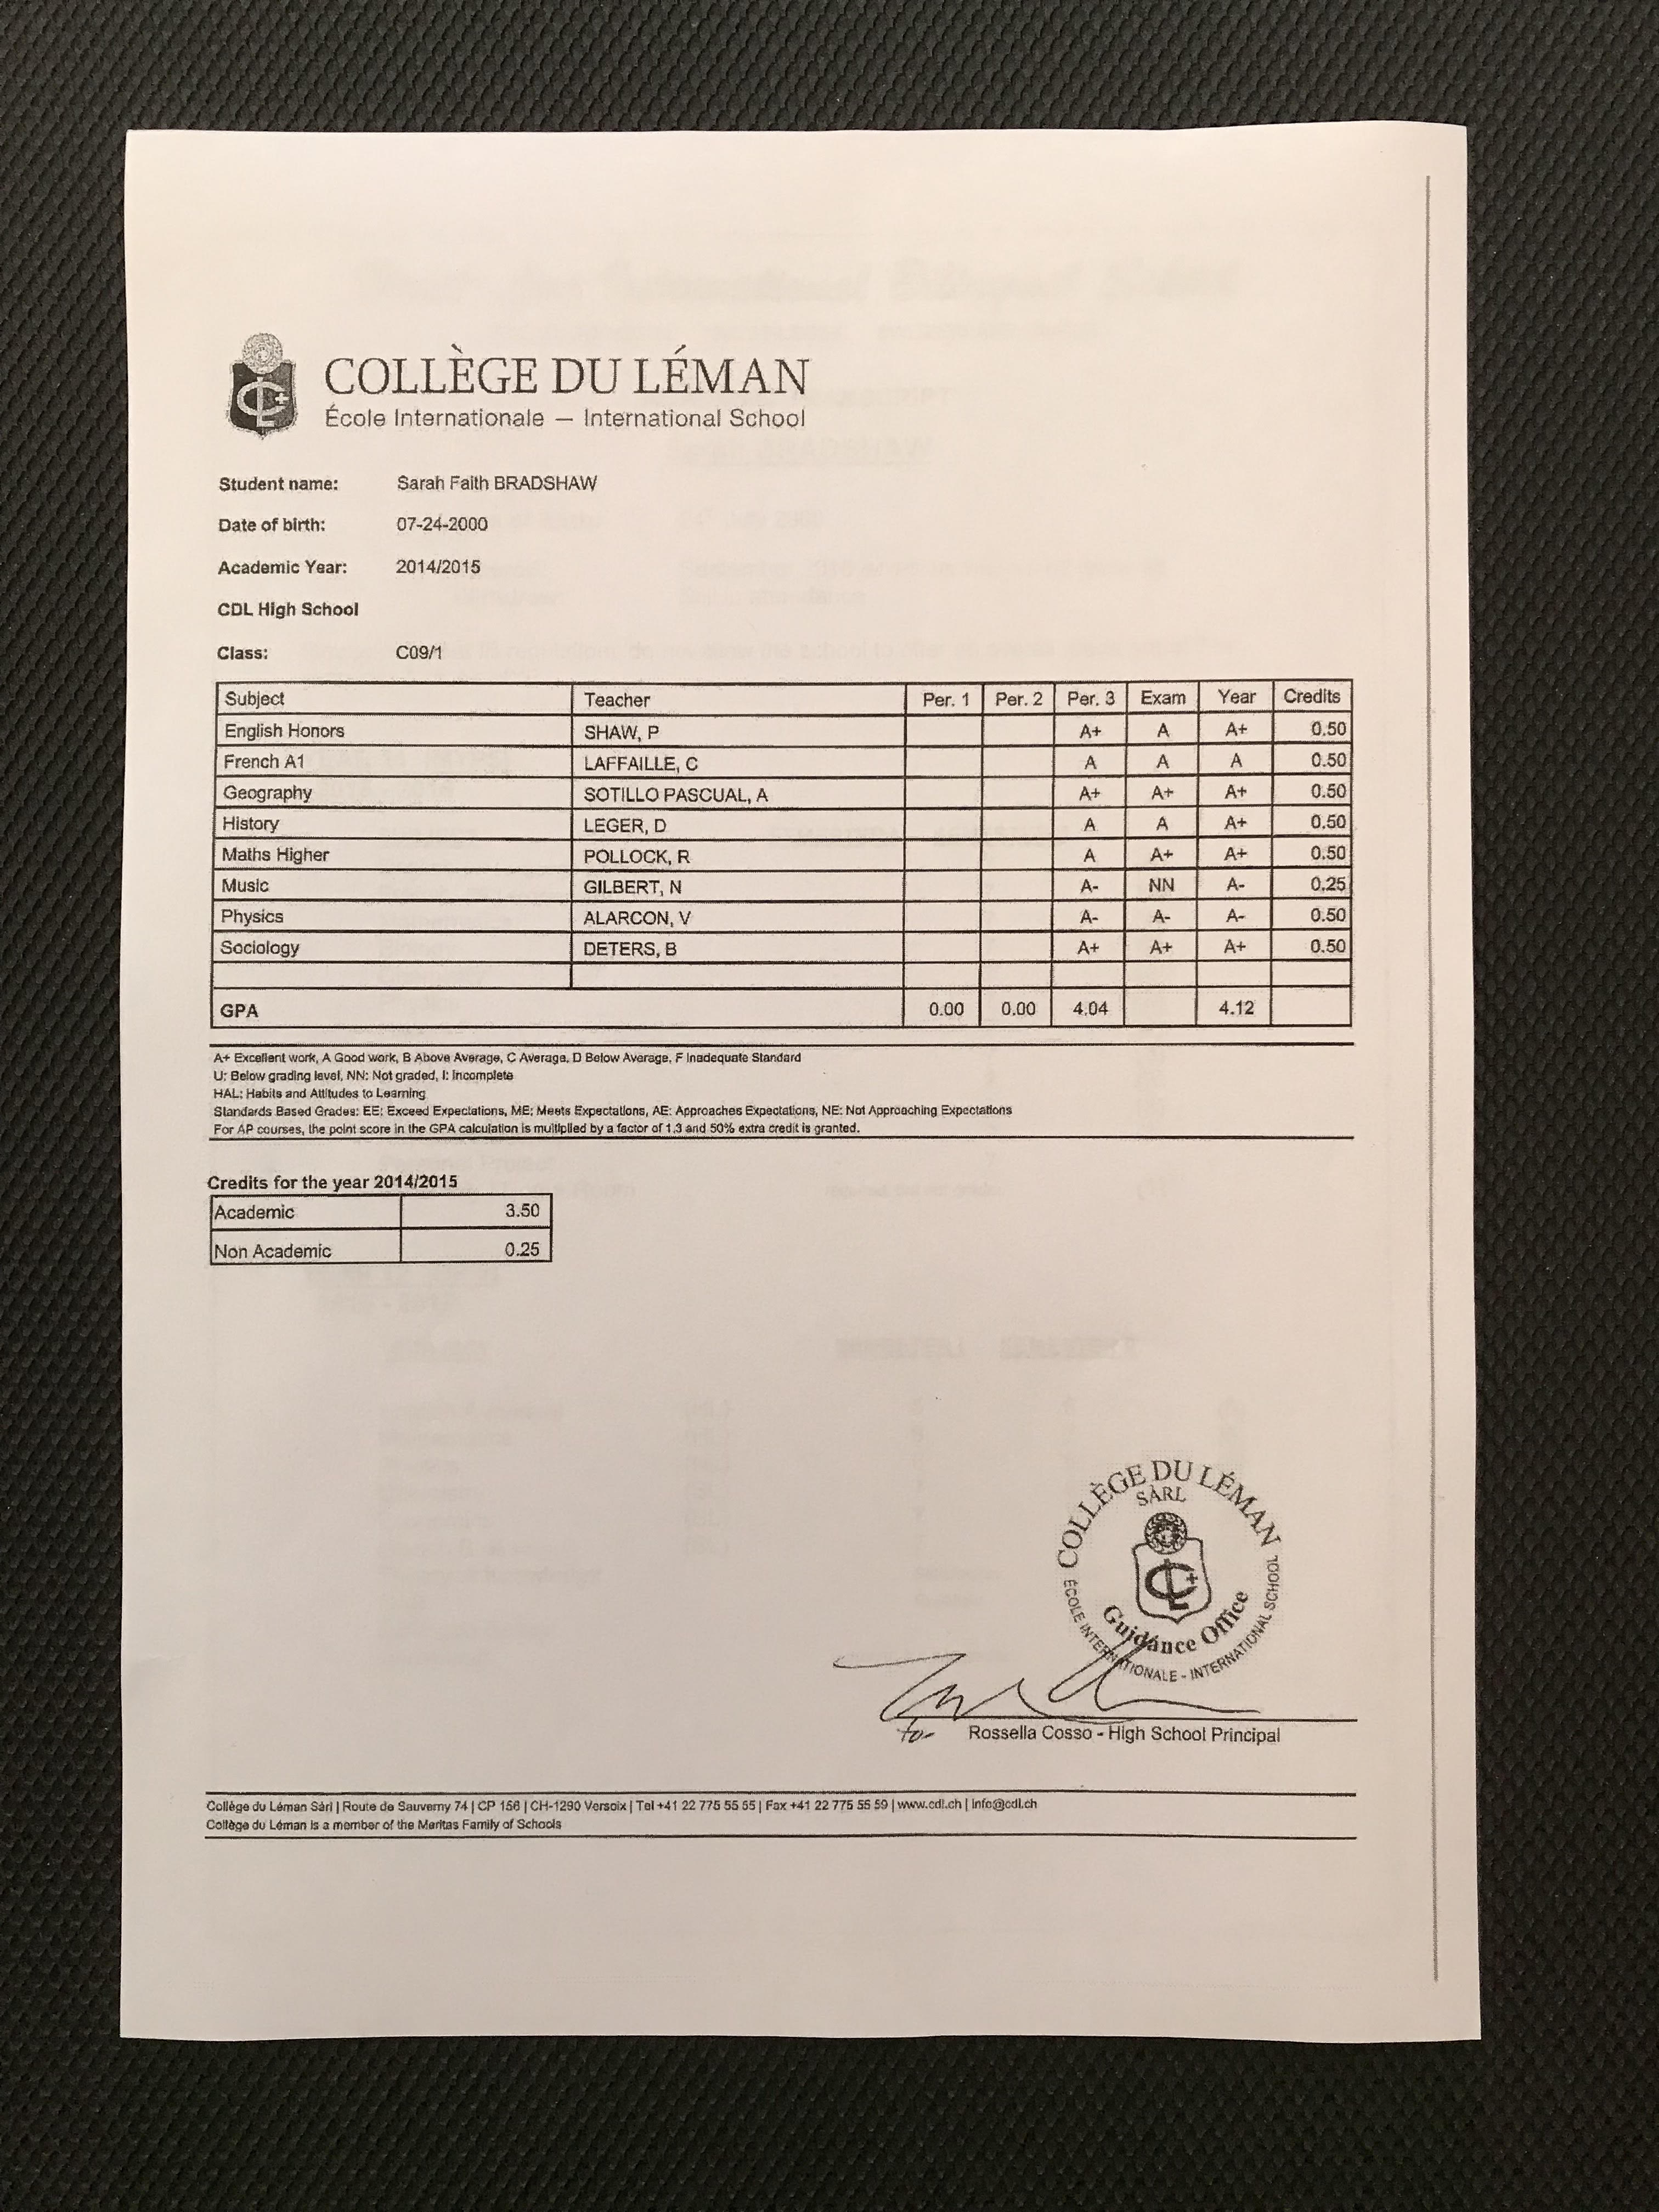 COLLÈGE DU LÉMAN
École Internationale — International School
Student name: Sarah Faith BRADSHAW
Date of birth: 07-24-2000
Academic Year: 2014/2015
CDL High School
Class: C09/1
Subject Teacher Per. 1 Per. 2 Per. 3 Exam Year Credits
English Honors SHAW, P A+ A A+ 0.50
French A1 LAFFAILLE, C A A A 0.50
Geography SOTILLO PASCUAL, A A+ A+ A+ 0.50
History LEGER, D A A A+ 0.50
Maths Higher POLLOCK, R A A+ A+ 0.50
Music GILBERT, N A- NN A- 0.25
Physics ALARCON, V A- A- A- 0.50
Sociology DETERS, B A+ A+ A+ 0.50
GPA 0.00 0.00 4.04 4.12
A+ Excellent work, A Good work, B Above Average, C Average, D Below Average, F Inadequate Standard
U: Below grading level, NN: Not graded, I: Incomplete
HAL: Habits and Attitudes to Learning
Standards Based Grades: EE: Exceed Expectations, ME: Meets Expectations, AE: Approaches Expectations, NE: Not Approaching Expectations
For AP courses, the point score in the GPA calculation is multiplied by a factor of 1.3 and 50% extra credit is granted.
Credits for the year 2014/2015
Academic 3.50
Non Academic 0.25
COLLÈGE DU LÉMAN
SÀRL
Guidance Office
ÉCOLE INTERNATIONALE - INTERNATIONAL SCHOOL
for Rossella Cosso - High School Principal
Collège du Léman Sàrl | Route de Sauverny 74 | CP 156 | CH-1290 Versoix | Tel +41 22 775 55 55 | Fax +41 22 775 55 59 | www.cdl.ch | info@cdl.ch
Collège du Léman is a member of the Meritas Family of Schools